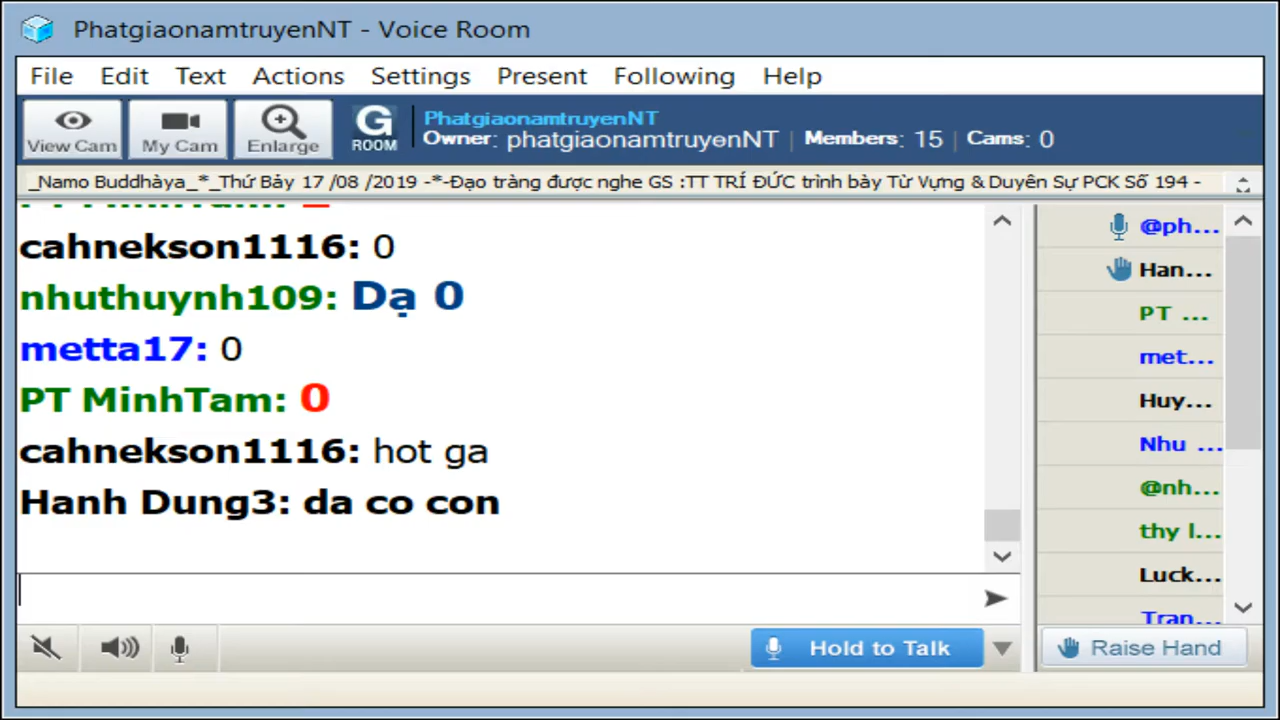 PhatgiaonamtruyenNT - Voice Room
File Edit Text Actions Settings Present Following Help
View Cam My Cam Enlarge G ROOM
PhatgiaonamtruyenNT
Owner: phatgiaonamtruyenNT | Members: 15 | Cams: 0
_Namo Buddhàya_*_Thứ Bảy 17 /08 /2019 -*-Đạo tràng được nghe GS :TT TRÍ ĐỨC trình bày Từ Vựng & Duyên Sự PCK Số 194 -
cahnekson1116: 0
nhuthuynh109: Dạ 0
metta17: 0
PT MinhTam: 0
cahnekson1116: hot ga
Hanh Dung3: da co con
@ph...
Han...
PT ...
met...
Huy...
Nhu ...
@nh...
thy l...
Luck...
Tran...
Hold to Talk
Raise Hand